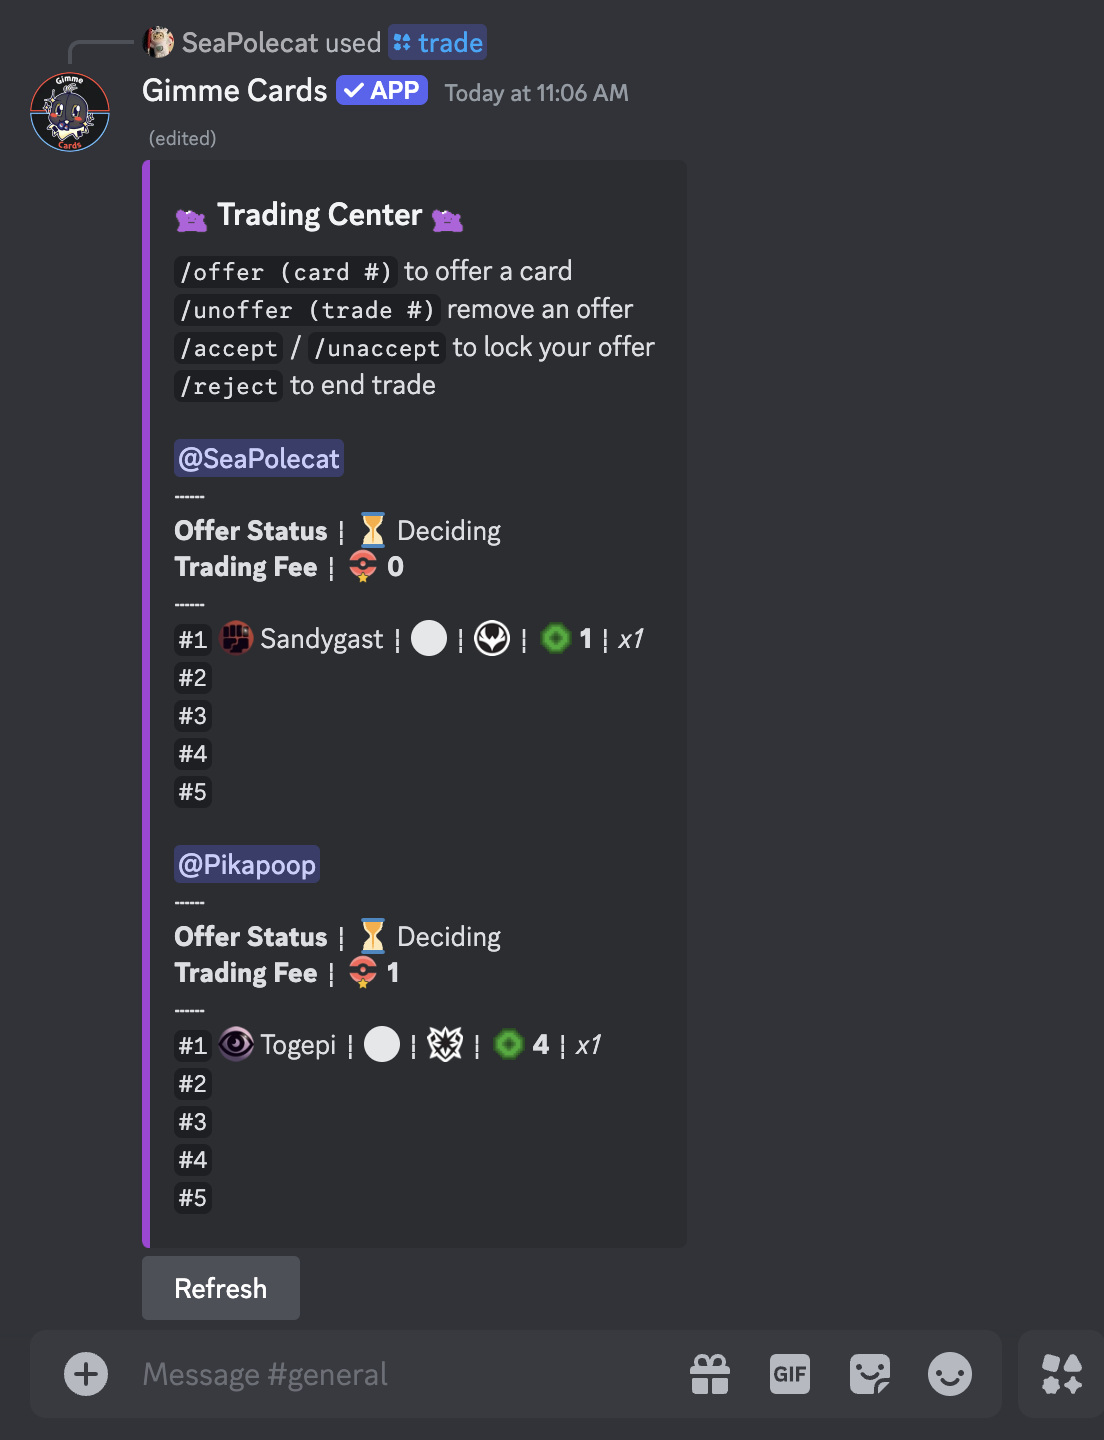 SeaPolecat used trade
Gimme Cards APP Today at 11:06 AM
Gimme
Cards
(edited)
Trading Center
/offer (card #) to offer a card
/unoffer (trade #) remove an offer
/accept / /unaccept to lock your offer
/reject to end trade
@SeaPolecat
------
Offer Status ¦ Deciding
Trading Fee ¦ 0
------
#1 Sandygast ¦ ¦ ¦ 1 ¦ x1
#2
#3
#4
#5
@Pikapoop
------
Offer Status ¦ Deciding
Trading Fee ¦ 1
------
#1 Togepi ¦ ¦ ¦ 4 ¦ x1
#2
#3
#4
#5
Refresh
Message #general GIF